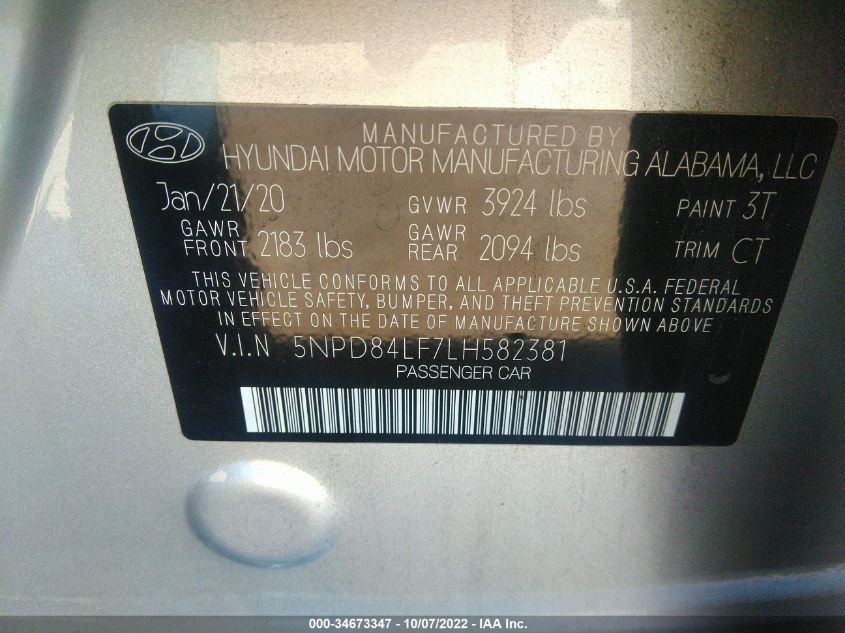 MANUFACTURED BY
HYUNDAI MOTOR MANUFACTURING ALABAMA, LLC
Jan/21/20 GVWR 3924 lbs PAINT 3T
GAWR FRONT 2183 lbs GAWR REAR 2094 lbs TRIM CT
THIS VEHICLE CONFORMS TO ALL APPLICABLE U.S.A. FEDERAL
MOTOR VEHICLE SAFETY, BUMPER, AND THEFT PREVENTION STANDARDS
IN EFFECT ON THE DATE OF MANUFACTURE SHOWN ABOVE
V.I.N 5NPD84LF7LH582381
PASSENGER CAR
000-34673347 - 10/07/2022 - IAA Inc.